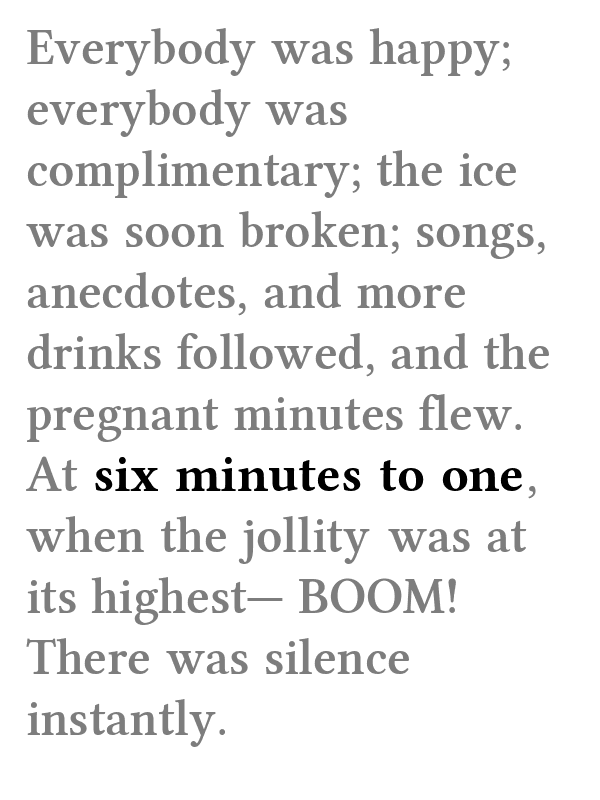 Everybody was happy;
everybody was
complimentary; the ice
was soon broken; songs,
anecdotes, and more
drinks followed, and the
pregnant minutes flew.
At six minutes to one,
when the jollity was at
its highest— BOOM!
There was silence
instantly.